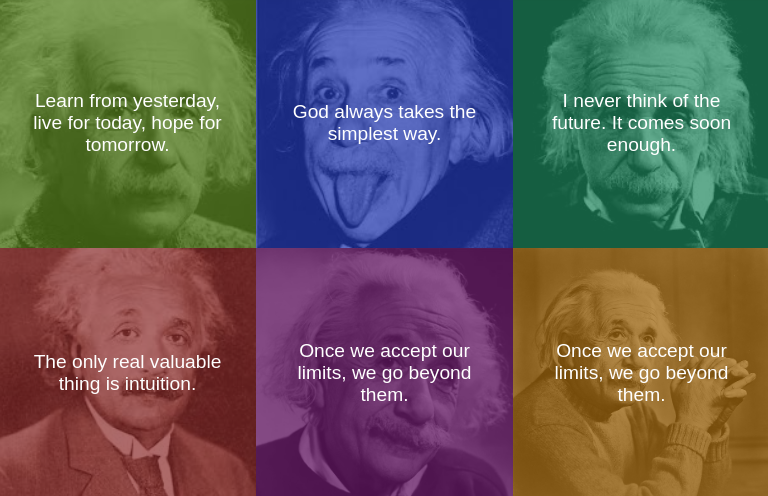 Learn from yesterday,
live for today, hope for
tomorrow.
God always takes the
simplest way.
I never think of the
future. It comes soon
enough.
The only real valuable
thing is intuition.
Once we accept our
limits, we go beyond
them.
Once we accept our
limits, we go beyond
them.